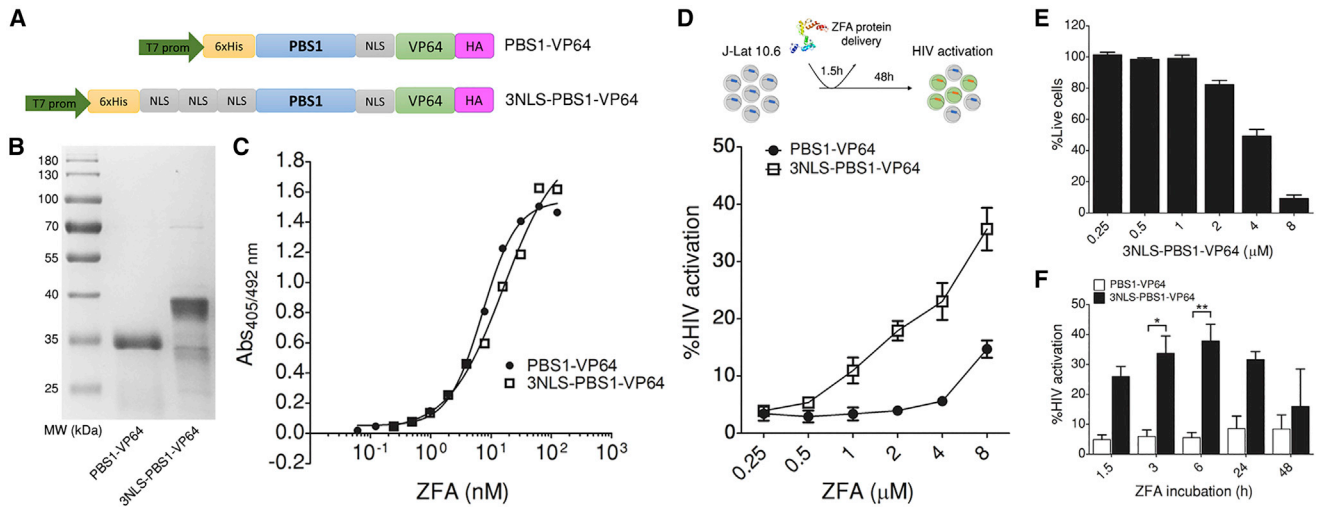 A
T7 prom 6xHis PBS1 NLS VP64 HA PBS1-VP64
T7 prom 6xHis NLS NLS NLS PBS1 NLS VP64 HA 3NLS-PBS1-VP64
B
180
130
100
70
55
40
35
25
MW (kDa)
PBS1-VP64
3NLS-PBS1-VP64
C
Abs405/492 nm
1.8
1.6
1.4
1.2
1.0
0.8
0.6
0.4
0.2
0.0
-0.2
PBS1-VP64
3NLS-PBS1-VP64
10-1 100 101 102 103
ZFA (nM)
D
ZFA protein
delivery
J-Lat 10.6
HIV activation
1.5h
48h
%HIV activation
50
40
30
20
10
0
PBS1-VP64
3NLS-PBS1-VP64
0.25 0.5 1 2 4 8
ZFA (µM)
E
%Live cells
120
100
80
60
40
20
0
0.25 0.5 1 2 4 8
3NLS-PBS1-VP64 (µM)
F
PBS1-VP64
3NLS-PBS1-VP64
%HIV activation
50
40
30
20
10
0
* **
1.5 3 6 24 48
ZFA incubation (h)